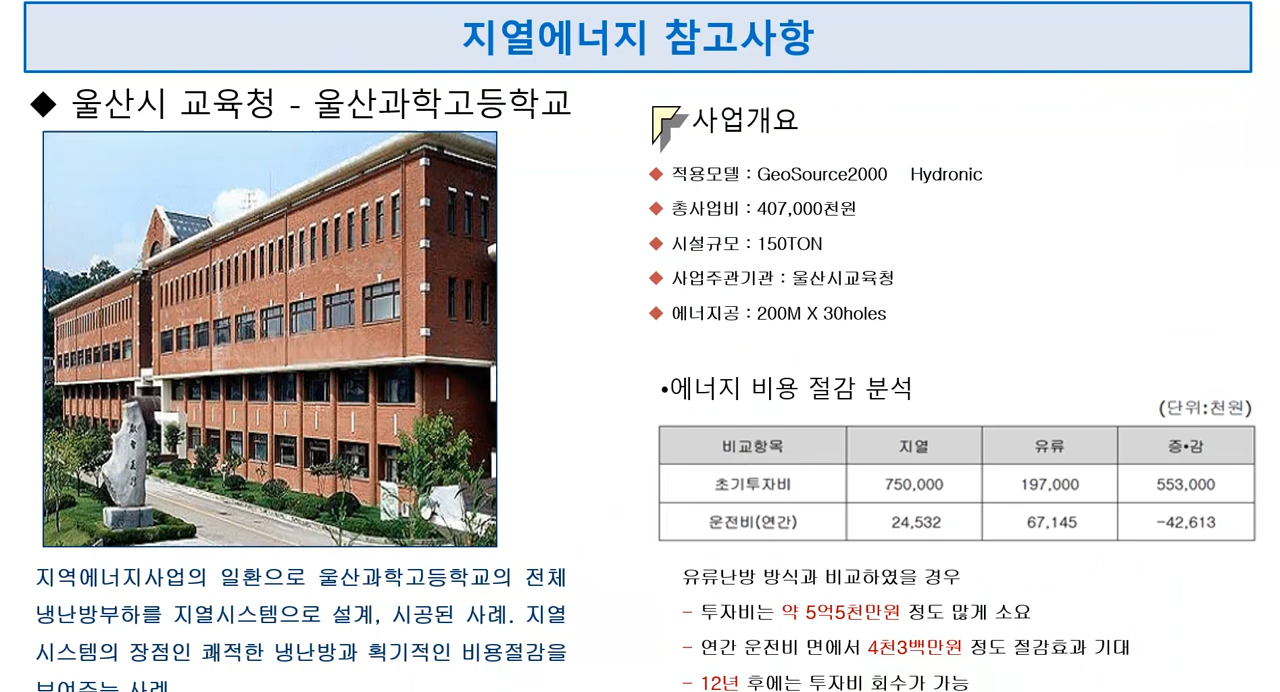 지열에너지 참고사항
◆ 울산시 교육청 - 울산과학고등학교
지역에너지사업의 일환으로 울산과학고등학교의 전체
냉난방부하를 지열시스템으로 설계, 시공된 사례. 지열
시스템의 장점인 쾌적한 냉난방과 획기적인 비용절감을
보여주는 사례
사업개요
◆ 적용모델 : GeoSource2000 Hydronic
◆ 총사업비 : 407,000천원
◆ 시설규모 : 150TON
◆ 사업주관기관 : 울산시교육청
◆ 에너지공 : 200M X 30holes
•에너지 비용 절감 분석
(단위:천원)
비교항목 지열 유류 증•감
초기투자비 750,000 197,000 553,000
운전비(연간) 24,532 67,145 -42,613
유류난방 방식과 비교하였을 경우
- 투자비는 약 5억5천만원 정도 많게 소요
- 연간 운전비 면에서 4천3백만원 정도 절감효과 기대
- 12년 후에는 투자비 회수가 가능